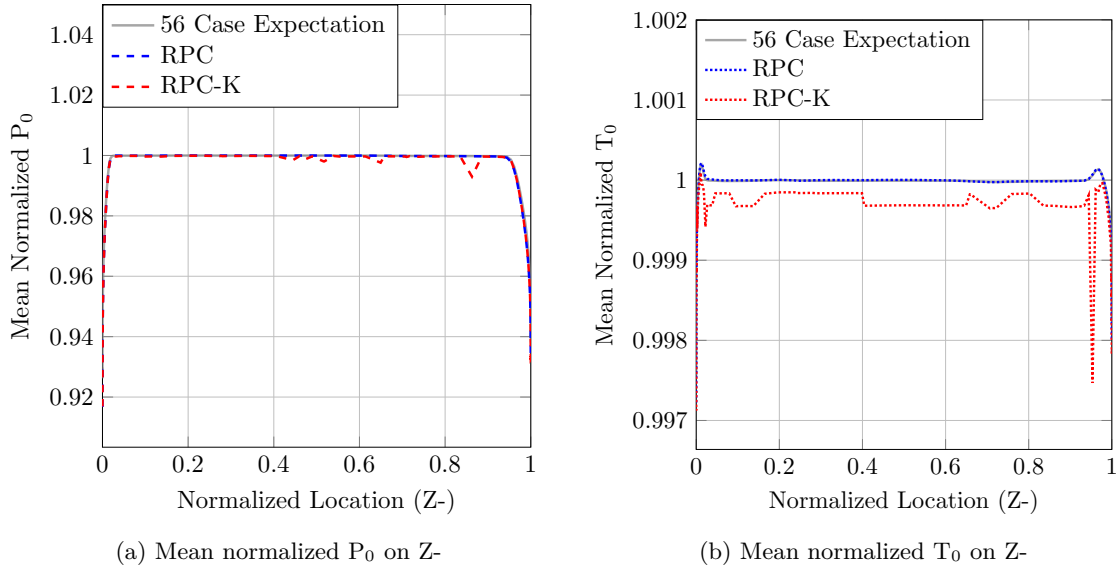 56 Case Expectation
RPC
RPC-K
1.04
1.02
1
0.98
0.96
0.94
0.92
Mean Normalized P₀
0
0.2
0.4
0.6
0.8
1
Normalized Location (Z-)
(a) Mean normalized P₀ on Z-
56 Case Expectation
RPC
RPC-K
1.002
1.001
1
0.999
0.998
0.997
Mean Normalized T₀
0
0.2
0.4
0.6
0.8
1
Normalized Location (Z-)
(b) Mean normalized T₀ on Z-